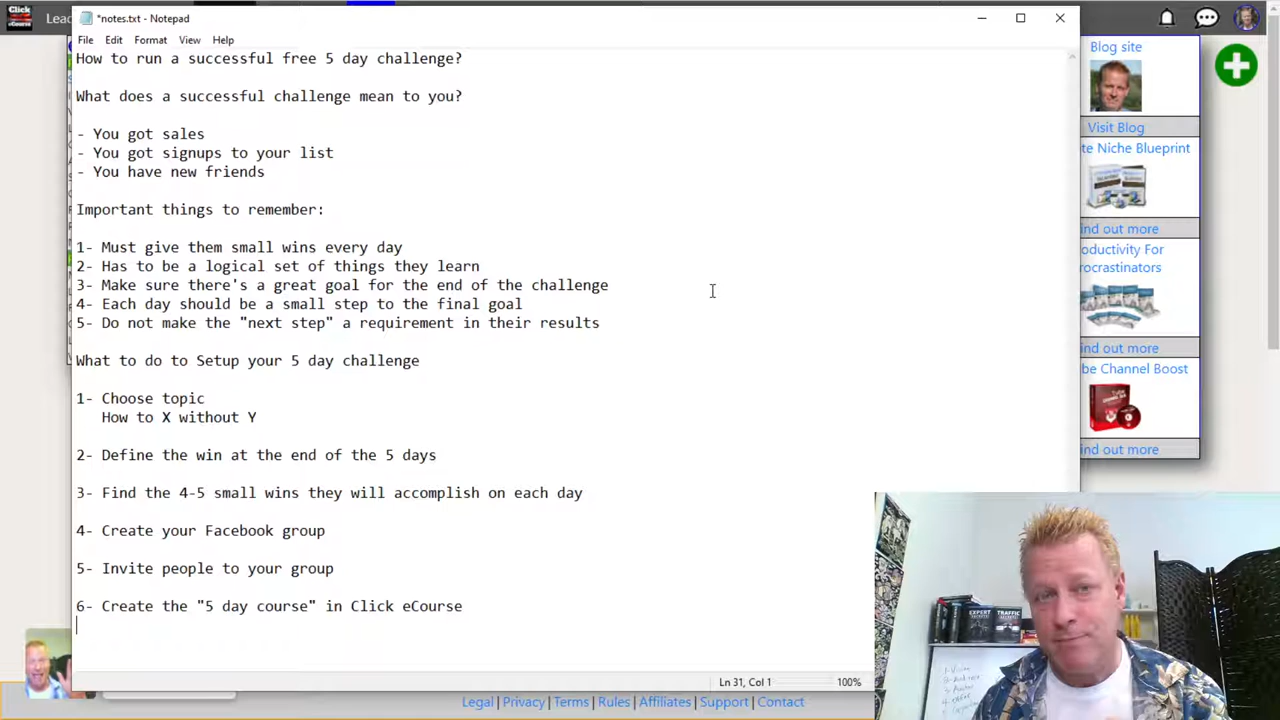 Click
eCourse
Lea
*notes.txt - Notepad
File Edit Format View Help
How to run a successful free 5 day challenge?
What does a successful challenge mean to you?
- You got sales
- You got signups to your list
- You have new friends
Important things to remember:
1- Must give them small wins every day
2- Has to be a logical set of things they learn
3- Make sure there's a great goal for the end of the challenge
4- Each day should be a small step to the final goal
5- Do not make the "next step" a requirement in their results
What to do to Setup your 5 day challenge
1- Choose topic
How to X without Y
2- Define the win at the end of the 5 days
3- Find the 4-5 small wins they will accomplish on each day
4- Create your Facebook group
5- Invite people to your group
6- Create the "5 day course" in Click eCourse
Ln 31, Col 1 100%
Blog site
Visit Blog
te Niche Blueprint
ind out more
oductivity For
ocrastinators
ind out more
be Channel Boost
ind out more
EXPERT
SECRETS
TRAFFIC
SECRETS
Legal | Privacy | Terms | Rules | Affiliates | Support | Contact